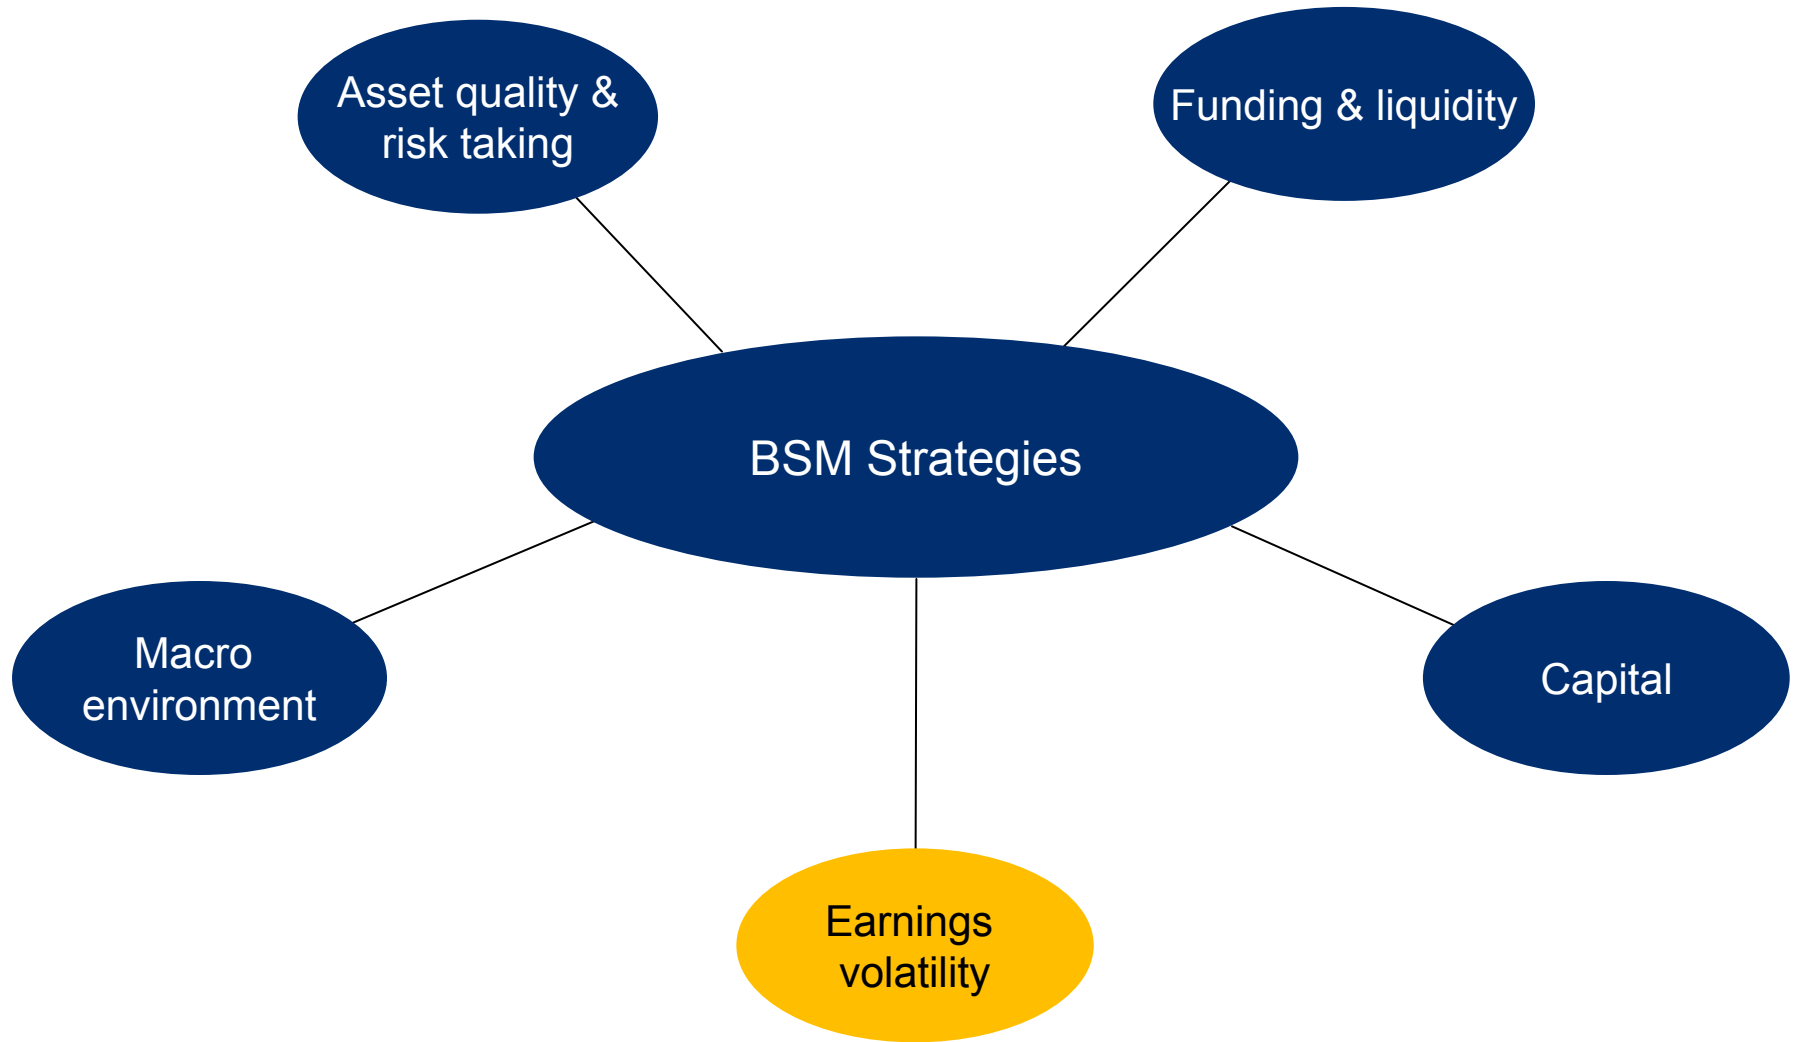 Asset quality &
risk taking
Funding & liquidity
BSM Strategies
Macro
environment
Capital
Earnings
volatility